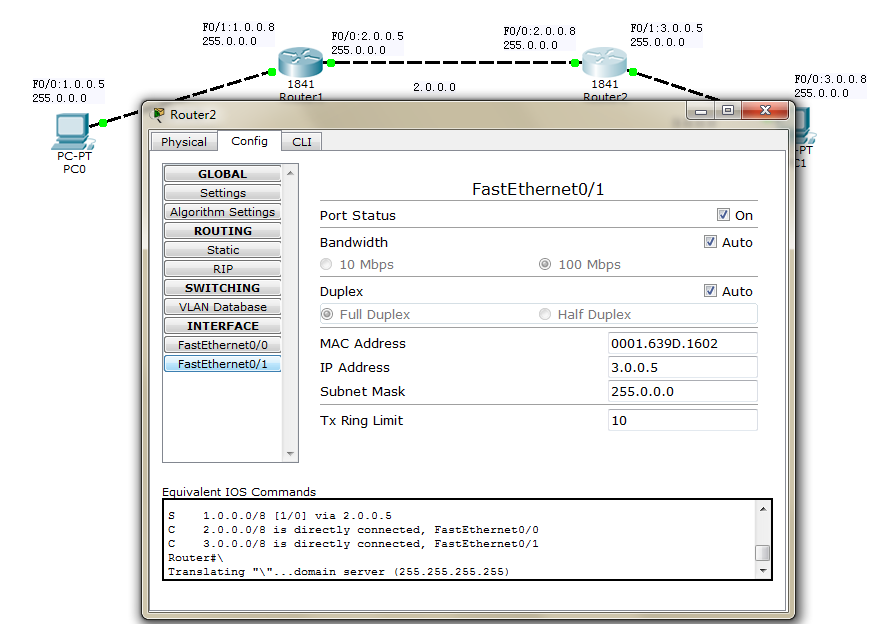 F0/1:1.0.0.8
255.0.0.0
F0/0:2.0.0.5
255.0.0.0
F0/0:2.0.0.8
255.0.0.0
F0/1:3.0.0.5
255.0.0.0
F0/0:1.0.0.5
255.0.0.0
1841
Router1
2.0.0.0
1841
Router2
F0/0:3.0.0.8
255.0.0.0
PC-PT
PC0
-PT
C1
Router2
Physical Config CLI
GLOBAL
Settings
Algorithm Settings
ROUTING
Static
RIP
SWITCHING
VLAN Database
INTERFACE
FastEthernet0/0
FastEthernet0/1
FastEthernet0/1
Port Status On
Bandwidth Auto
10 Mbps 100 Mbps
Duplex Auto
Full Duplex Half Duplex
MAC Address 0001.639D.1602
IP Address 3.0.0.5
Subnet Mask 255.0.0.0
Tx Ring Limit 10
Equivalent IOS Commands
S 1.0.0.0/8 [1/0] via 2.0.0.5
C 2.0.0.0/8 is directly connected, FastEthernet0/0
C 3.0.0.0/8 is directly connected, FastEthernet0/1
Router#\
Translating "\"...domain server (255.255.255.255)